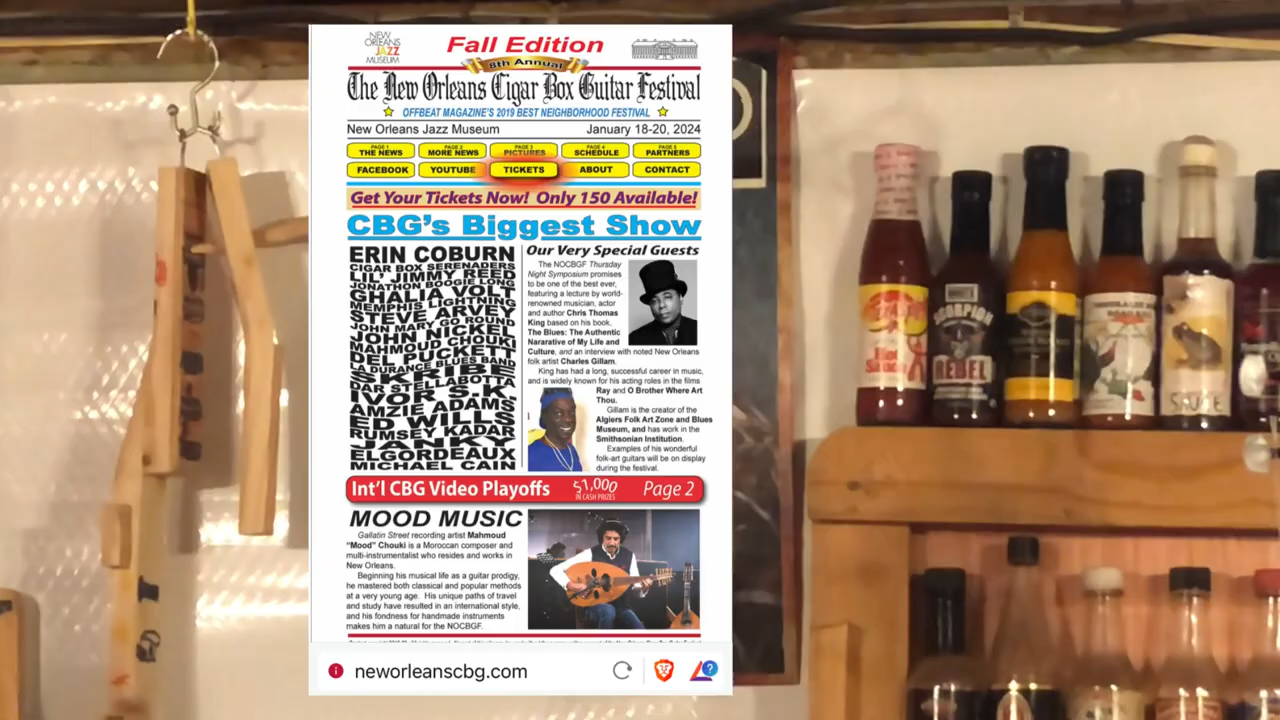 NEW
ORLEANS
JAZZ
MUSEUM
Fall Edition
8th Annual
The New Orleans Cigar Box Guitar Festival
OFFBEAT MAGAZINE'S 2019 BEST NEIGHBORHOOD FESTIVAL
New Orleans Jazz Museum January 18-20, 2024
PAGE 1 PAGE 2 PAGE 3 PAGE 4 PAGE 5
THE NEWS MORE NEWS PICTURES SCHEDULE PARTNERS
FACEBOOK YOUTUBE TICKETS ABOUT CONTACT
Get Your Tickets Now! Only 150 Available!
CBG's Biggest Show
ERIN COBURN
CIGAR BOX SERENADERS
LIL' JIMMY REED
JONATHON BOOGIE LONG
GHALIA VOLT
MEMPHIS LIGHTNING
STEVE ARVEY
JOHN MARY GO ROUND
JOHN NICKEL
MAHMOUD CHOUKI
DEL PUCKETT
LA DURANCE BLUES BAND
SK TRIBE
DAR STELLABOTTA
IVOR S.K.
AMZIE ADAMS
ED WILLS
RUMSEY KADAR
JUNKY
ELGORDEAUX
MICHAEL CAIN
Our Very Special Guests
The NOCBGF Thursday
Night Symposium promises
to be one of the best ever,
featuring a lecture by world-
renowned musician, actor
and author Chris Thomas
King based on his book,
The Blues: The Authentic
Nararative of My Life and
Culture, and an interview with noted New Orleans
folk artist Charles Gillam.
King has had a long, successful career in music,
and is widely known for his acting roles in the films
Ray and O Brother Where Art
Thou.
Gillam is the creator of the
Algiers Folk Art Zone and Blues
Museum, and has work in the
Smithsonian Institution.
Examples of his wonderful
folk-art guitars will be on display
during the festival.
Int'l CBG Video Playoffs $1,000 IN CASH PRIZES Page 2
MOOD MUSIC
Gallatin Street recording artist Mahmoud
“Mood” Chouki is a Moroccan composer and
multi-instrumentalist who resides and works in
New Orleans.
Beginning his musical life as a guitar prodigy,
he mastered both classical and popular methods
at a very young age. His unique paths of travel
and study have resulted in an international style,
and his fondness for handmade instruments
makes him a natural for the NOCBGF.
neorleanscbg.com
Hot
Sauce
SCORPION
REBEL
SAUCE